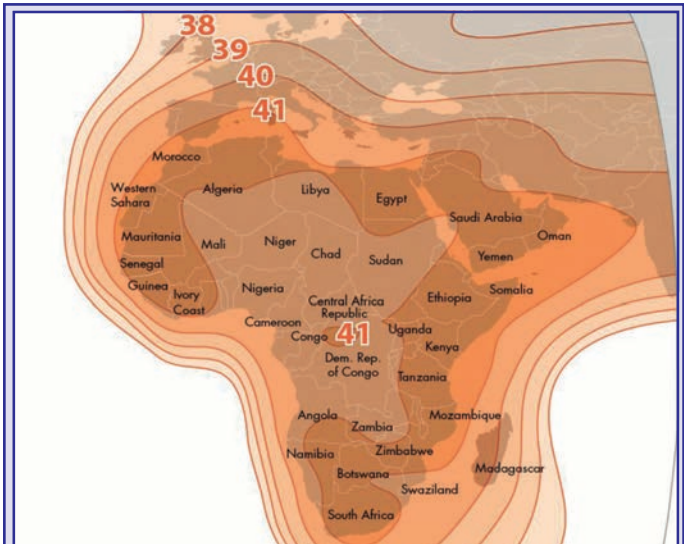 38
39
40
41
Morocco
Algeria
Libya
Egypt
Western
Sahara
Saudi Arabia
Oman
Mauritania
Mali
Niger
Chad
Sudan
Yemen
Senegal
Guinea
Ivory
Coast
Nigeria
Central Africa
Republic
Ethiopia
Somalia
Cameroon
Congo
41
Uganda
Kenya
Dem. Rep.
of Congo
Tanzania
Angola
Zambia
Mozambique
Namibia
Zimbabwe
Botswana
Madagascar
Swaziland
South Africa